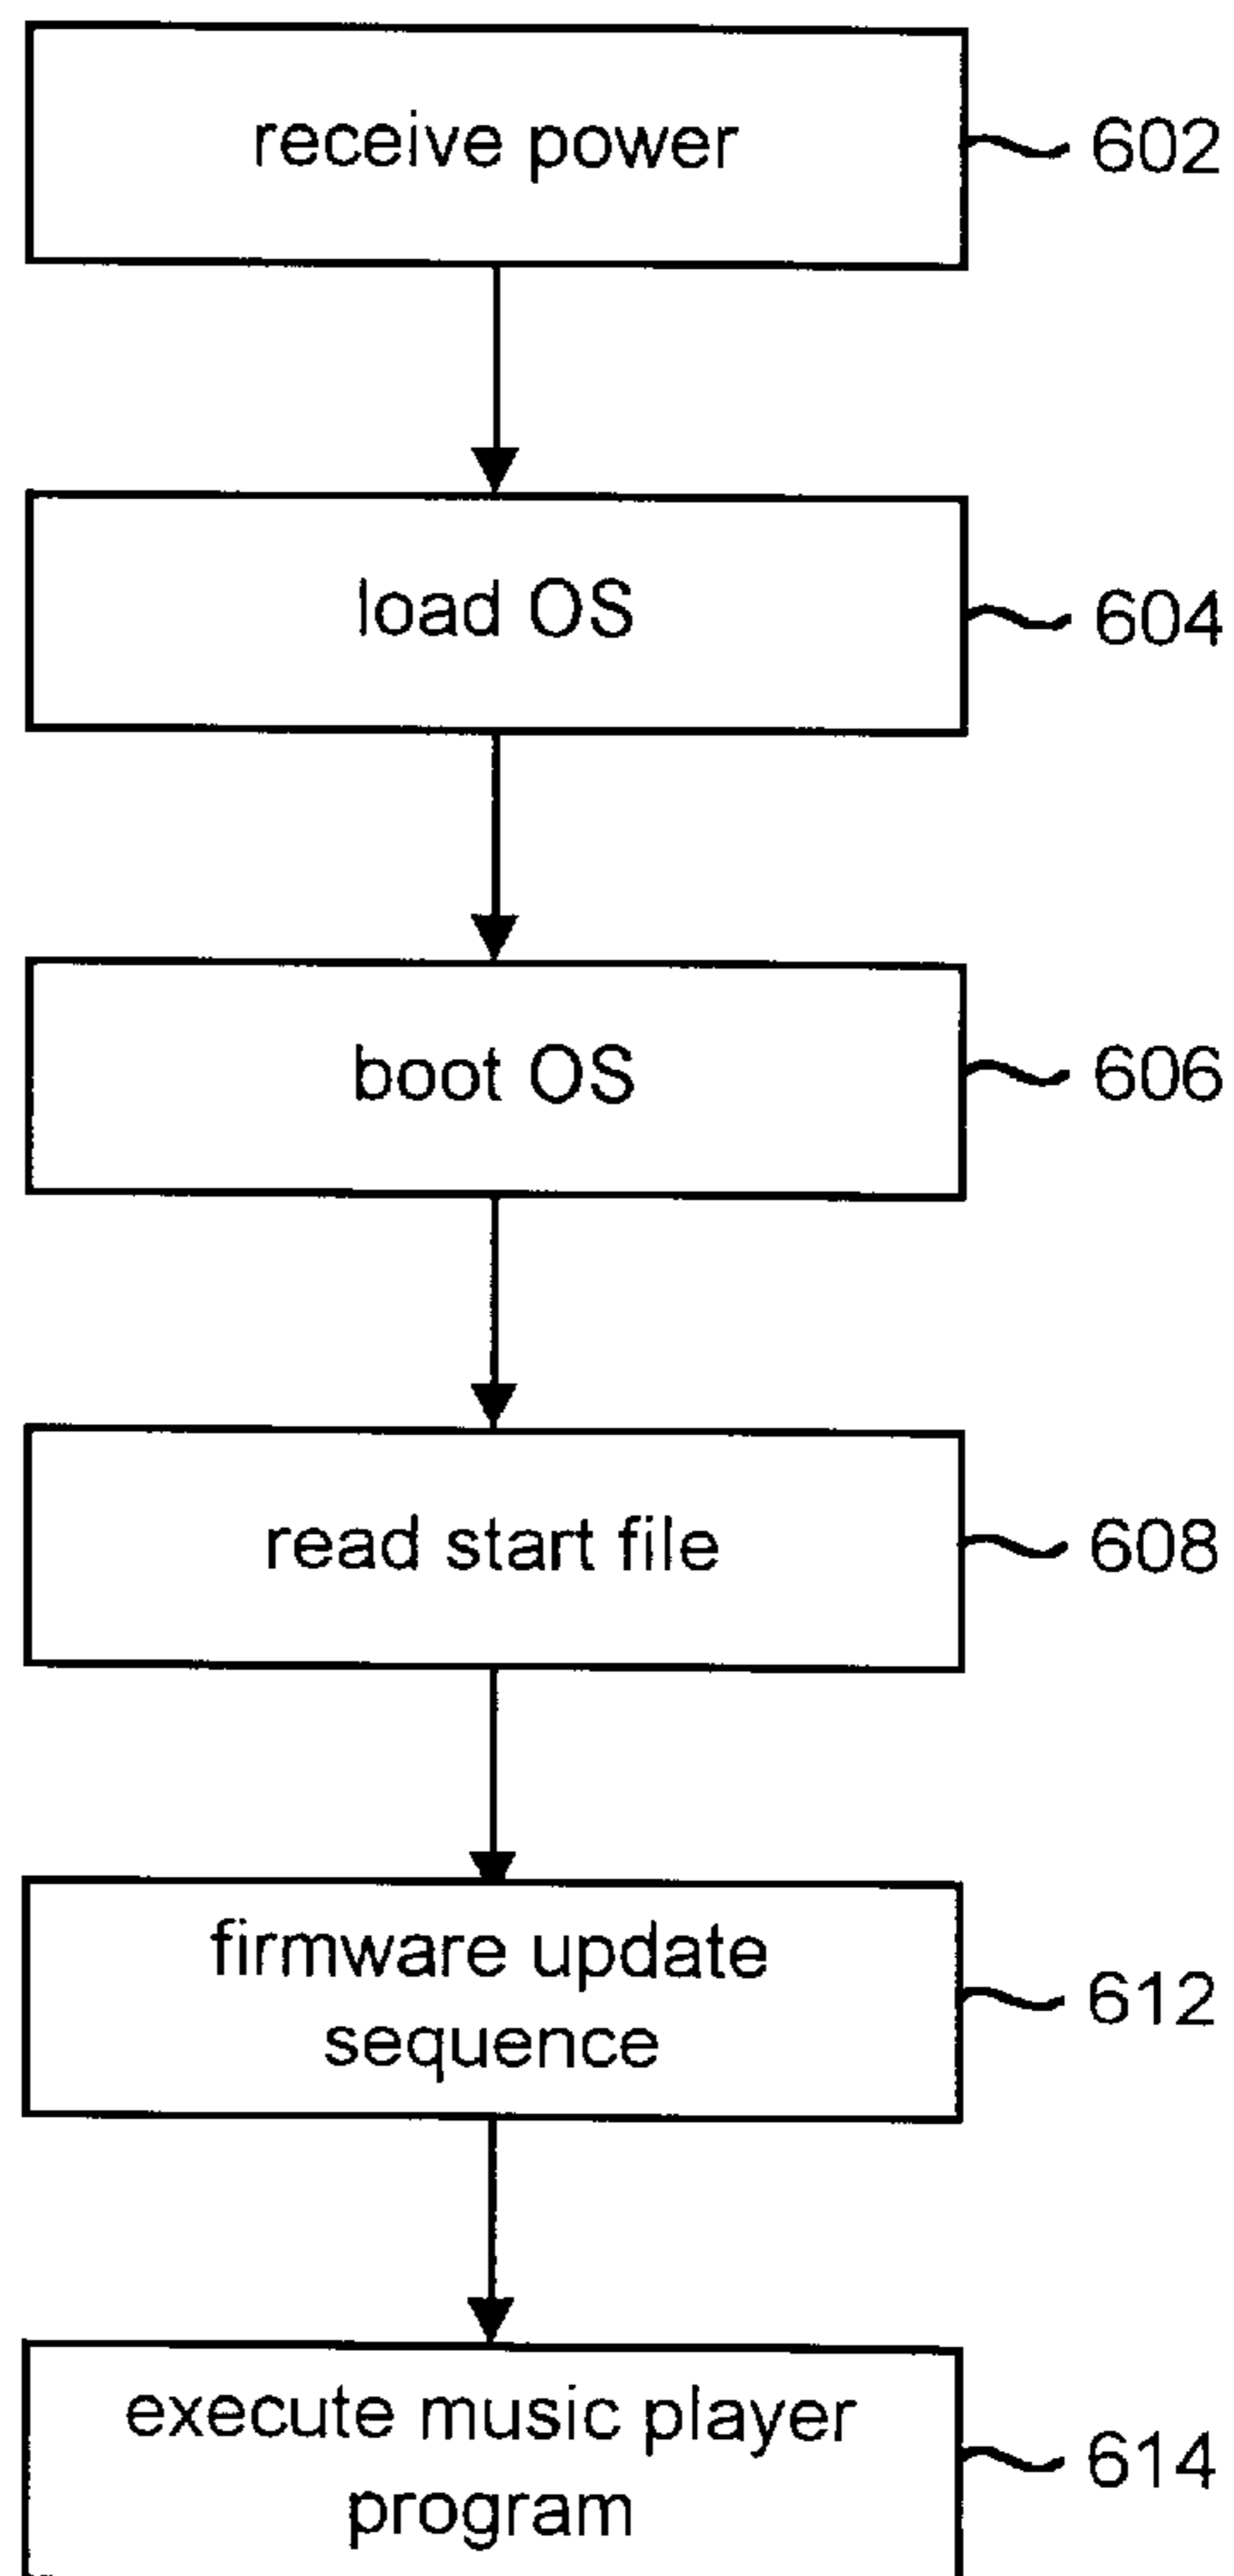 receive power
602
load OS
604
boot OS
606
read start file
608
firmware update
sequence
612
execute music player
program
614